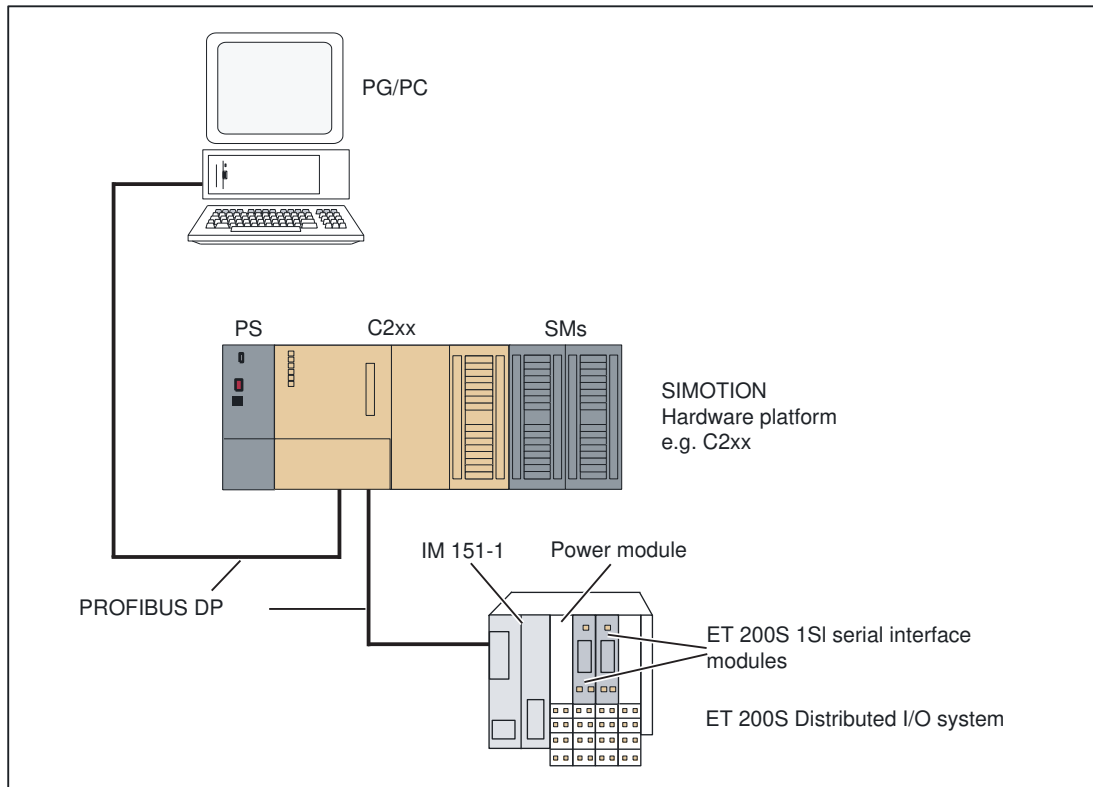 PG/PC
PS
C2xx
SMs
SIMOTION
Hardware platform
e.g. C2xx
IM 151-1
Power module
PROFIBUS DP
ET 200S 1SI serial interface
modules
ET 200S Distributed I/O system